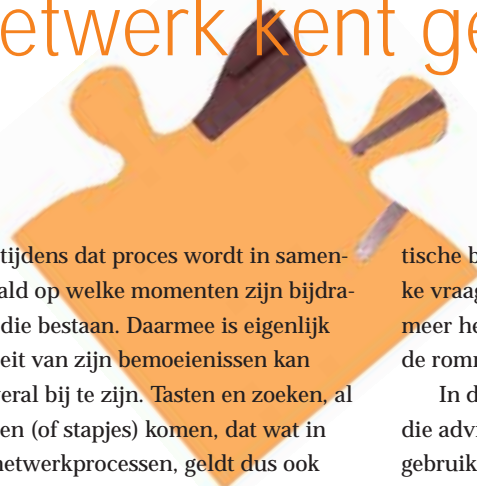 etwerk kent ge
tijdens dat proces wordt in samen-
ald op welke momenten zijn bijdra-
die bestaan. Daarmee is eigenlijk
eit van zijn bemoeienissen kan
eral bij te zijn. Tasten en zoeken, al
en (of stapjes) komen, dat wat in
netwerkprocessen, geldt dus ook
tische b
ke vraag
meer he
de romm
In d
die advi
gebruik